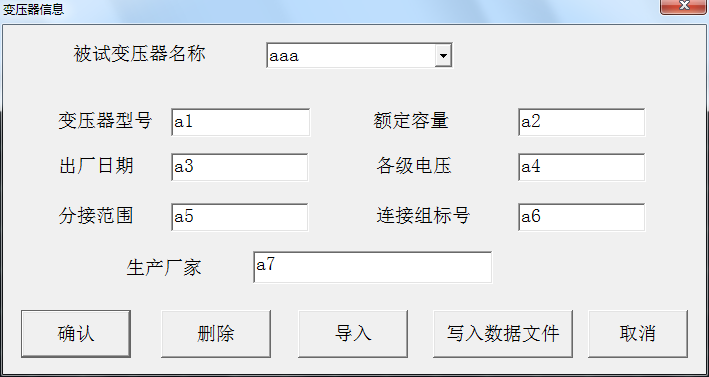 变压器信息
被试变压器名称 aaa
变压器型号 a1 额定容量 a2
出厂日期 a3 各级电压 a4
分接范围 a5 连接组标号 a6
生产厂家 a7
确认 删除 导入 写入数据文件 取消